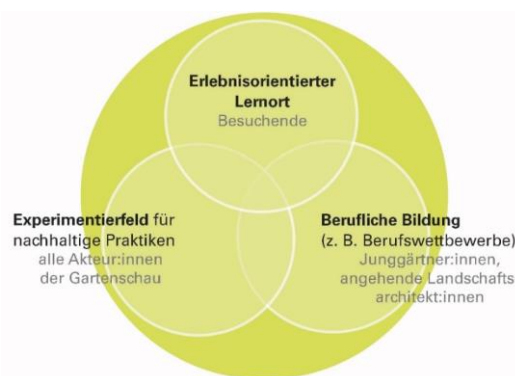 Erlebnisorientierter
Lernort
Besuchende
Experimentierfeld für
nachhaltige Praktiken
alle Akteur:innen
der Gartenschau
Berufliche Bildung
(z. B. Berufswettbewerbe)
Junggärtner:innen,
angehende Landschafts
architekt:innen